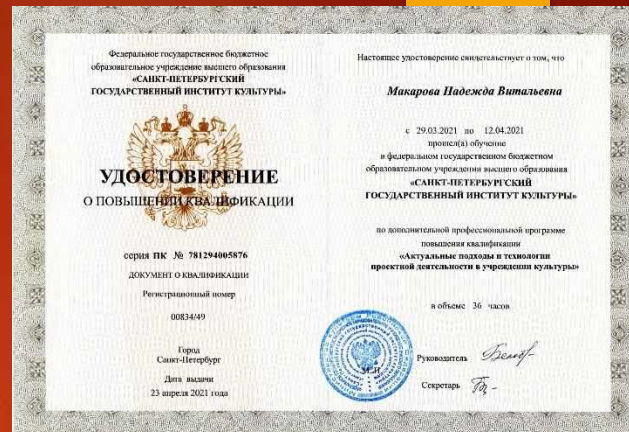 Федеральное государственное бюджетное
образовательное учреждение высшего образования
«САНКТ-ПЕТЕРБУРГСКИЙ
ГОСУДАРСТВЕННЫЙ ИНСТИТУТ КУЛЬТУРЫ»
УДОСТОВЕРЕНИЕ
О ПОВЫШЕНИИ КВАЛИФИКАЦИИ
серия ПК № 781294005876
ДОКУМЕНТ О КВАЛИФИКАЦИИ
Регистрационный номер
00834/49
Город
Санкт-Петербург
Дата выдачи
23 апреля 2021 года
Настоящее удостоверение свидетельствует о том, что
Макарова Надежда Витальевна
с 29.03.2021 по 12.04.2021
прошел(а) обучение
в федеральном государственном бюджетном
образовательном учреждении высшего образования
«САНКТ-ПЕТЕРБУРГСКИЙ
ГОСУДАРСТВЕННЫЙ ИНСТИТУТ КУЛЬТУРЫ»
по дополнительной профессиональной программе
повышения квалификации
«Актуальные подходы и технологии
проектной деятельности в учреждении культуры»
в объеме 36 часов
М.П.
Руководитель
Секретарь